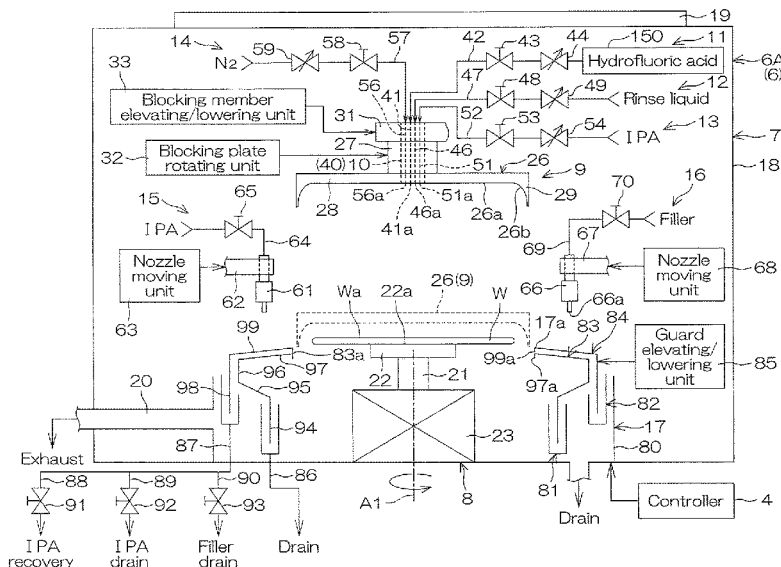 19
14
59
58
57
42
43
44
150
11
N2
Hydrofluoric acid
6A
(6)
33
47
48
12
41
56
49
Rinse liquid
Blocking member
elevating/lowering unit
31
52
53
54
13
IPA
7
27
46
18
32
Blocking plate
rotating unit
(40)
10
51
26
9
28
56a
46a
51a
29
41a
26a
26b
65
70
16
15
IPA
64
Filler
69
67
Nozzle
moving
unit
62
61
66
66a
Nozzle
moving
unit
68
63
26(9)
Wa
22a
W
17a
84
83
99
83a
99a
Guard
elevating/
lowering
unit
85
96
97
22
21
97a
98
95
82
20
94
23
17
87
80
Exhaust
88
89
90
86
8
81
91
92
93
A1
Drain
Controller
4
IPA
recovery
IPA
drain
Filler
drain
Drain